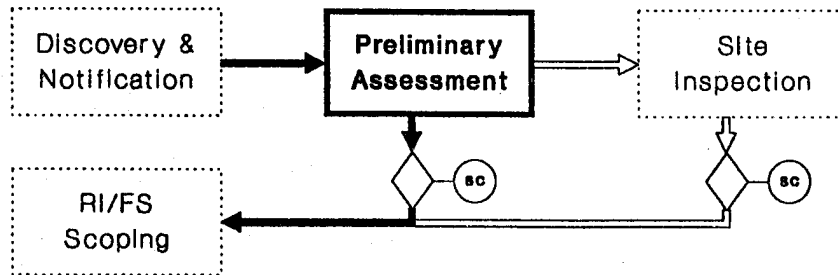 Discovery &
Notification
Preliminary
Assessment
Site
Inspection
sc
sc
RI/FS
Scoping